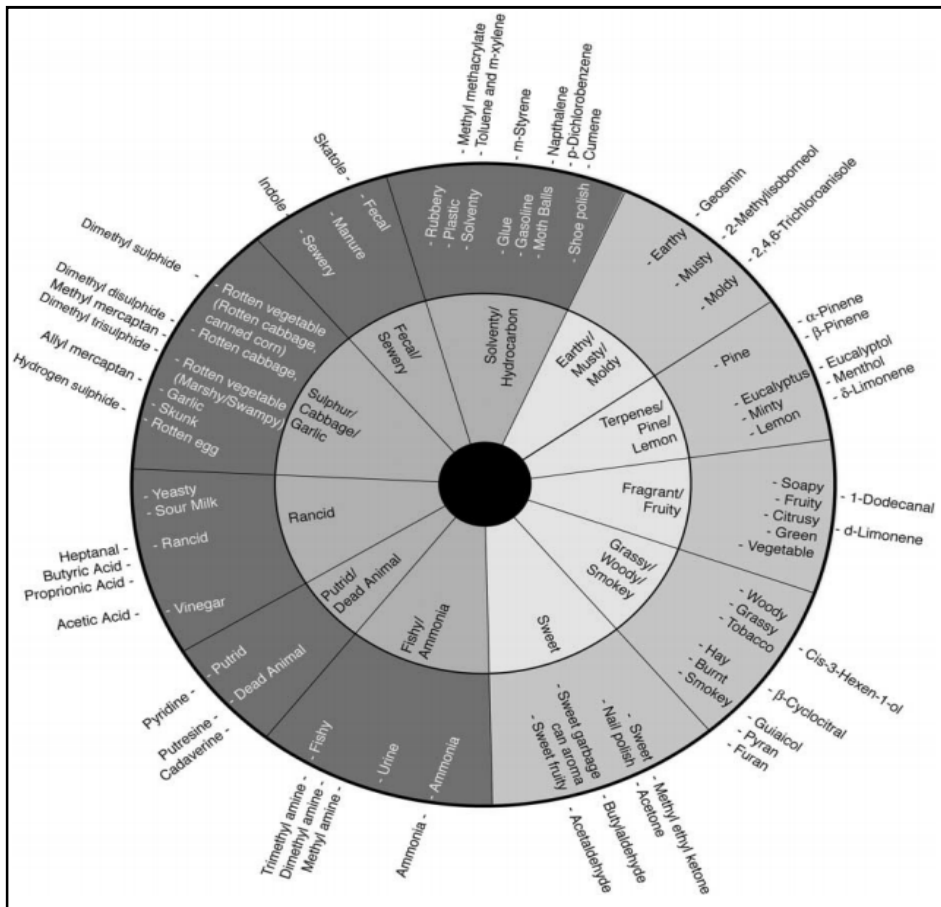 - Methyl methacrylate
- Toluene and m-xylene
- m-Styrene
- Napthalene
- p-Dichlorobenzene
- Cumene
- Geosmin
- 2-Methylisoborneol
- 2,4,6-Trichloroanisole
- α-Pinene
- β-Pinene
- Eucalyptol
- Menthol
- δ-Limonene
- 1-Dodecanal
- d-Limonene
- Cis-3-Hexen-1-ol
- β-Cyclocitral
- Guiaicol
- Pyran
- Furan
- Methyl ethyl ketone
- Acetone
- Butylaldehyde
- Acetaldehyde
Ammonia -
Methyl amine -
Dimethyl amine -
Trimethyl amine -
Cadaverine -
Putresine -
Pyridine -
Acetic Acid -
Proprionic Acid -
Butyric Acid -
Heptanal -
Hydrogen sulphide -
Allyl mercaptan -
Dimethyl trisulphide -
Methyl mercaptan -
Dimethyl disulphide -
Dimethyl sulphide -
Indole -
Skatole -
- Rubbery
- Plastic
- Solventy
- Glue
- Gasoline
- Moth Balls
- Shoe polish
- Earthy
- Musty
- Moldy
- Pine
- Eucalyptus
- Minty
- Lemon
- Soapy
- Fruity
- Citrusy
- Green
- Vegetable
- Woody
- Grassy
- Tobacco
- Hay
- Burnt
- Smokey
- Sweet
- Nail polish
- Sweet garbage
can aroma
- Sweet fruity
- Ammonia
- Urine
- Fishy
- Dead Animal
- Putrid
- Vinegar
- Rancid
- Sour Milk
- Yeasty
- Rotten egg
- Skunk
- Garlic
- Rotten vegetable
(Marshy/Swampy)
- Rotten cabbage,
- Rotten vegetable
(Rotten cabbage,
canned corn)
- Sewery
- Manure
- Fecal
Solventy/
Hydrocarbon
Earthy/
Musty/
Moldy
Terpenes/
Pine/
Lemon
Fragrant/
Fruity
Grassy/
Woody/
Smokey
Sweet
Fishy/
Ammonia
Putrid/
Dead Animal
Rancid
Sulphur/
Cabbage/
Garlic
Fecal/
Sewery